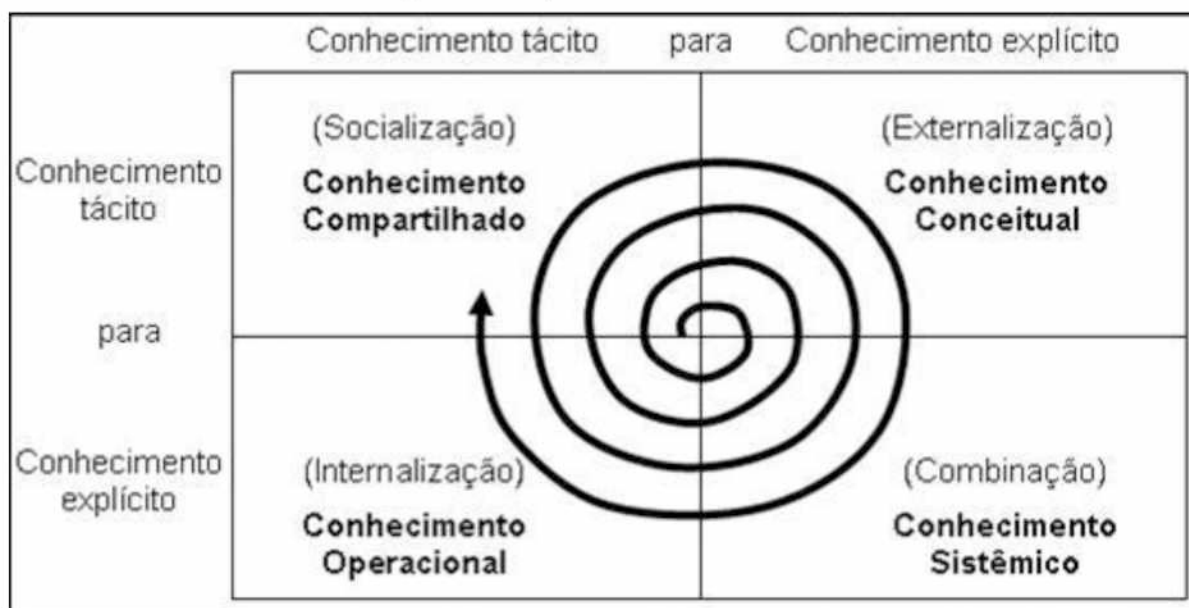 Conhecimento tácito para Conhecimento explícito
(Socialização)
Conhecimento
Compartilhado
(Externalização)
Conhecimento
Conceitual
Conhecimento
tácito
para
Conhecimento
explícito
(Internalização)
Conhecimento
Operacional
(Combinação)
Conhecimento
Sistêmico